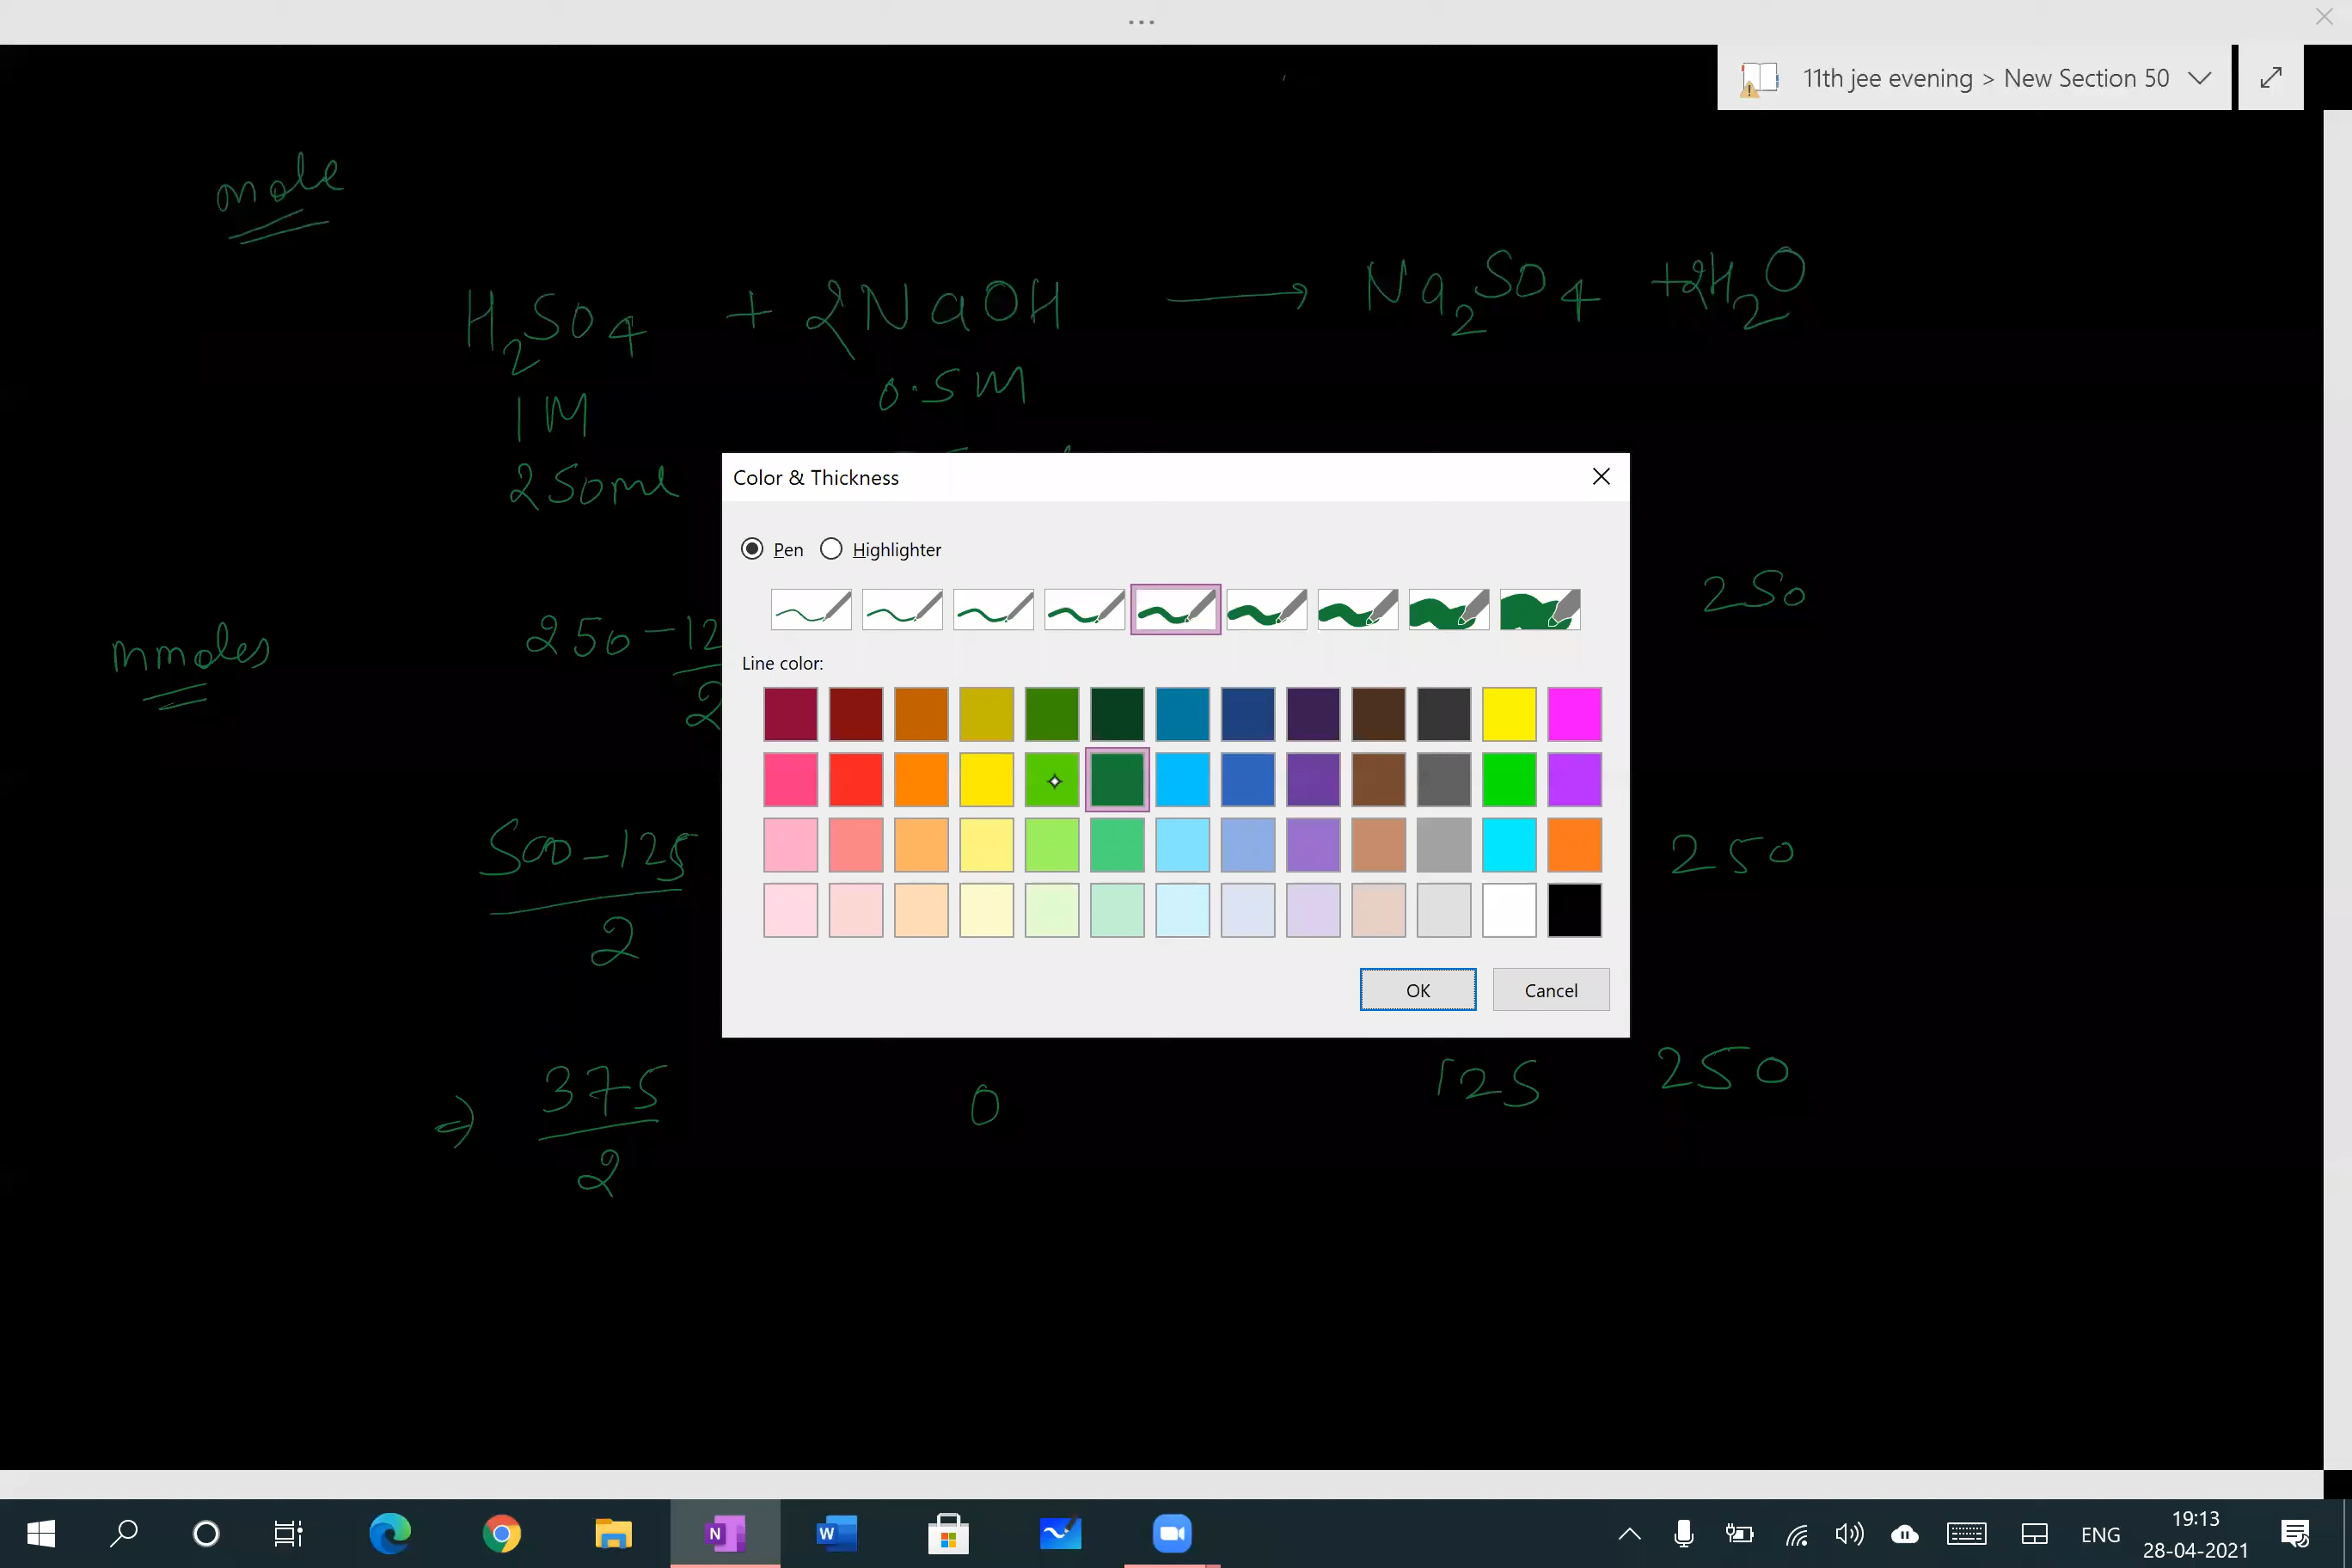 11th jee evening > New Section 50
mole
H2SO4 + 2NaOH → Na2SO4 + 2H2O
1M 0.5M
250ml
Color & Thickness
Pen Highlighter
mmoles 250 - 12
2
250
Line color:
500 - 125
2
250
OK Cancel
⇒ 375
2
0 125 250
N W
ENG
19:13
28-04-2021